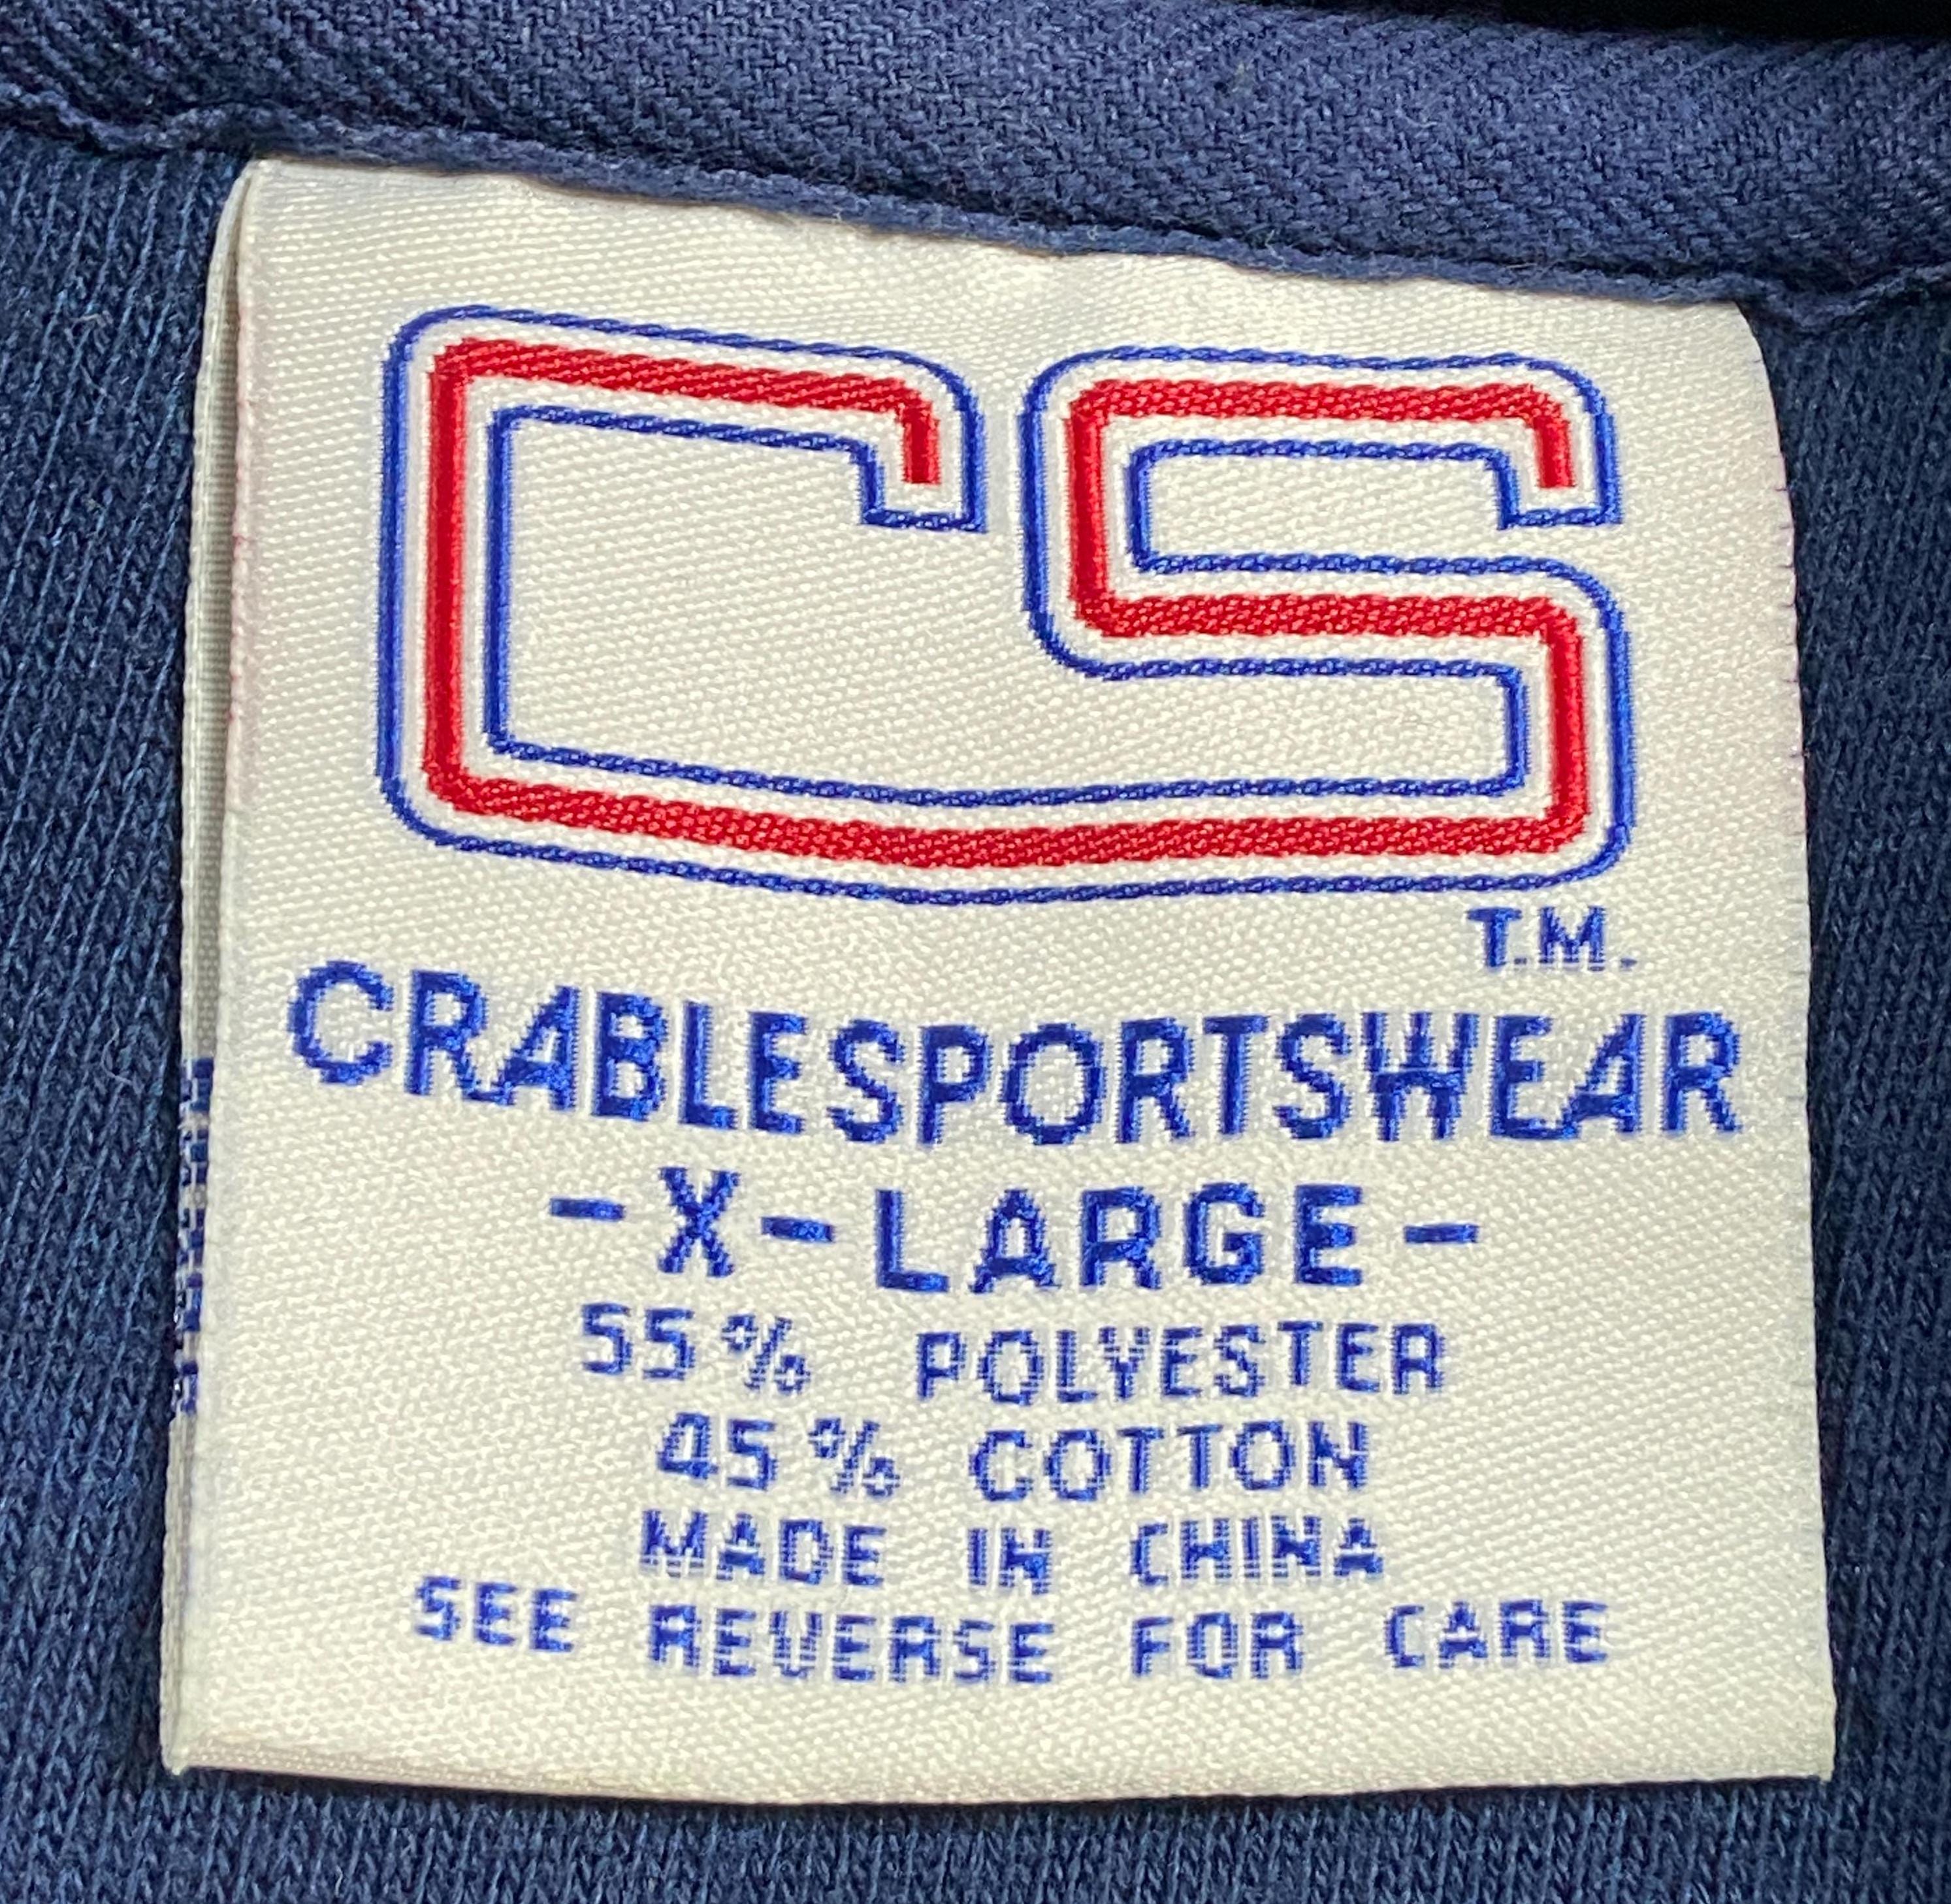 CS
T.M.
CRABLESPORTSWEAR
-X-LARGE-
55% POLYESTER
45% COTTON
MADE IN CHINA
SEE REVERSE FOR CARE